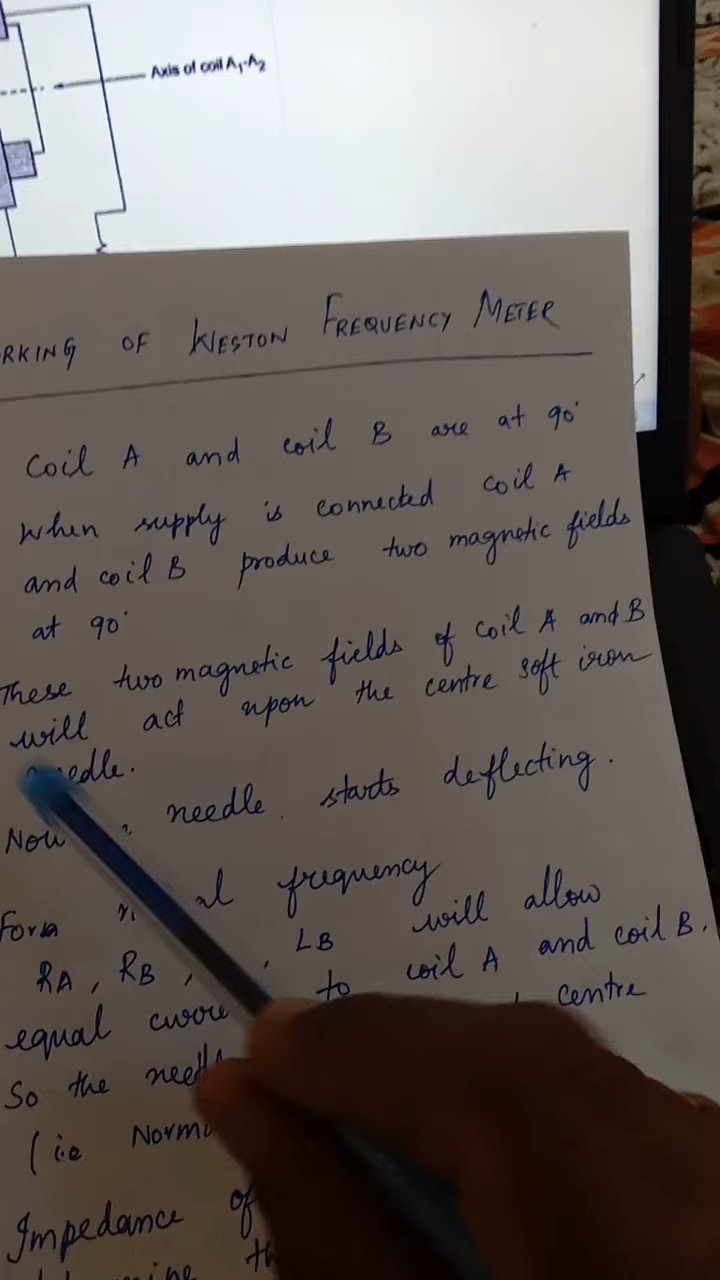 Axis of coil A1-A2
RKING OF WESTON FREQUENCY METER
Coil A and coil B are at 90°
When supply is connected coil A
and coil B produce two magnetic fields
at 90°
These two magnetic fields of coil A and B
will act upon the centre soft iron
needle.
Now needle starts deflecting.
frequency
RA, RB, , LB will allow
equal to coil A and coil B.
So the centre
(ie
Impedance of